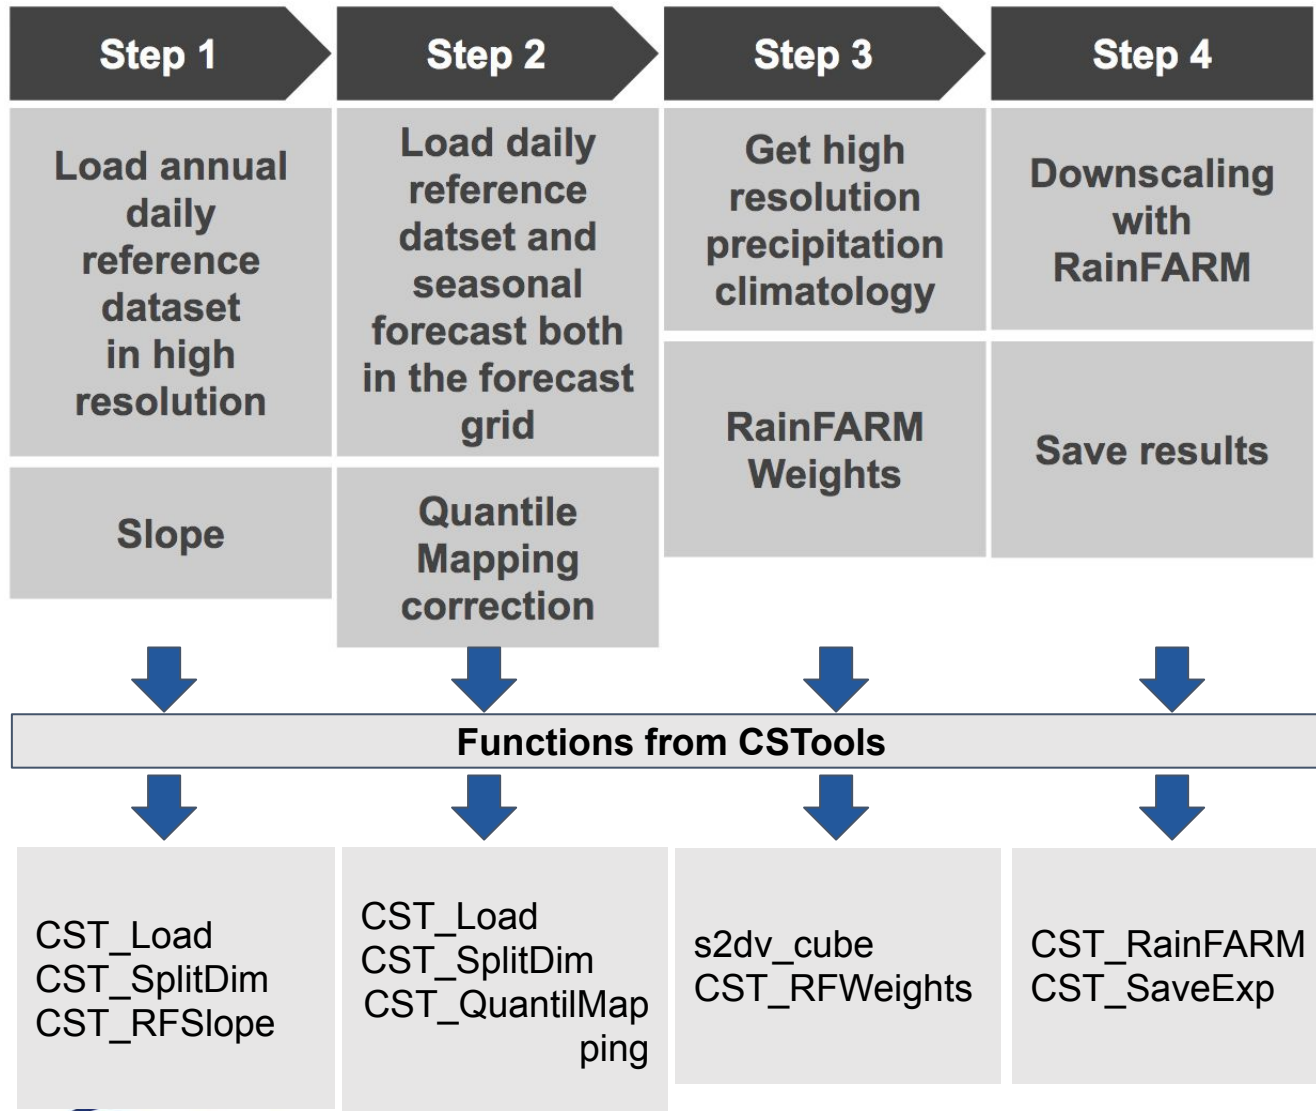 Step 1
Step 2
Step 3
Step 4
Load annual
daily
reference
dataset
in high
resolution
Slope
Load daily
reference
datset and
seasonal
forecast both
in the forecast
grid
Quantile
Mapping
correction
Get high
resolution
precipitation
climatology
RainFARM
Weights
Downscaling
with
RainFARM
Save results
Functions from CSTools
CST_Load
CST_SplitDim
CST_RFSlope
CST_Load
CST_SplitDim
CST_QuantilMap
ping
s2dv_cube
CST_RFWeights
CST_RainFARM
CST_SaveExp